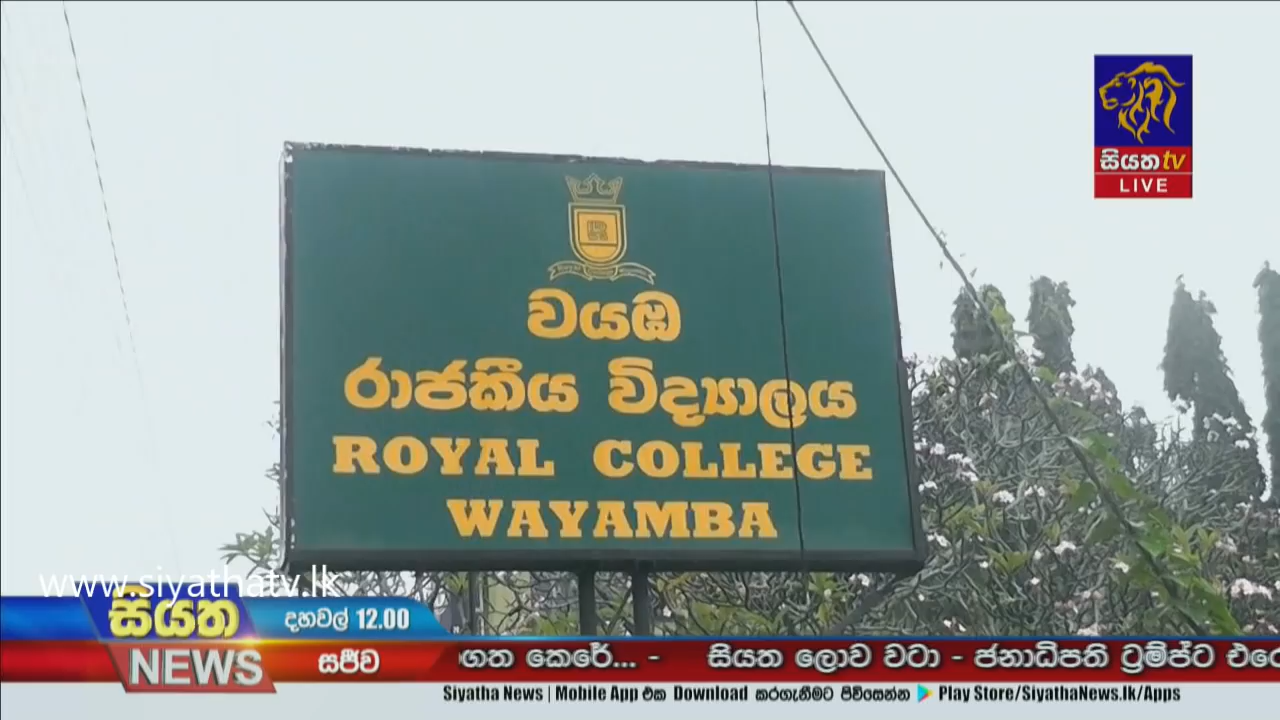 සියත tv
LIVE
වයඹ
රාජකීය විද්‍යාලය
ROYAL COLLEGE
WAYAMBA
www.siyathatv.lk
සියත දහවල් 12.00
NEWS සජීව ගත කෙරේ... - සියත ලොව වටා - ජනාධිපති ට්‍රම්ප්ට එරෙ
Siyatha News | Mobile App එක Download කරගැනීමට පිවිසෙන්න Play Store/SiyathaNews.lk/Apps